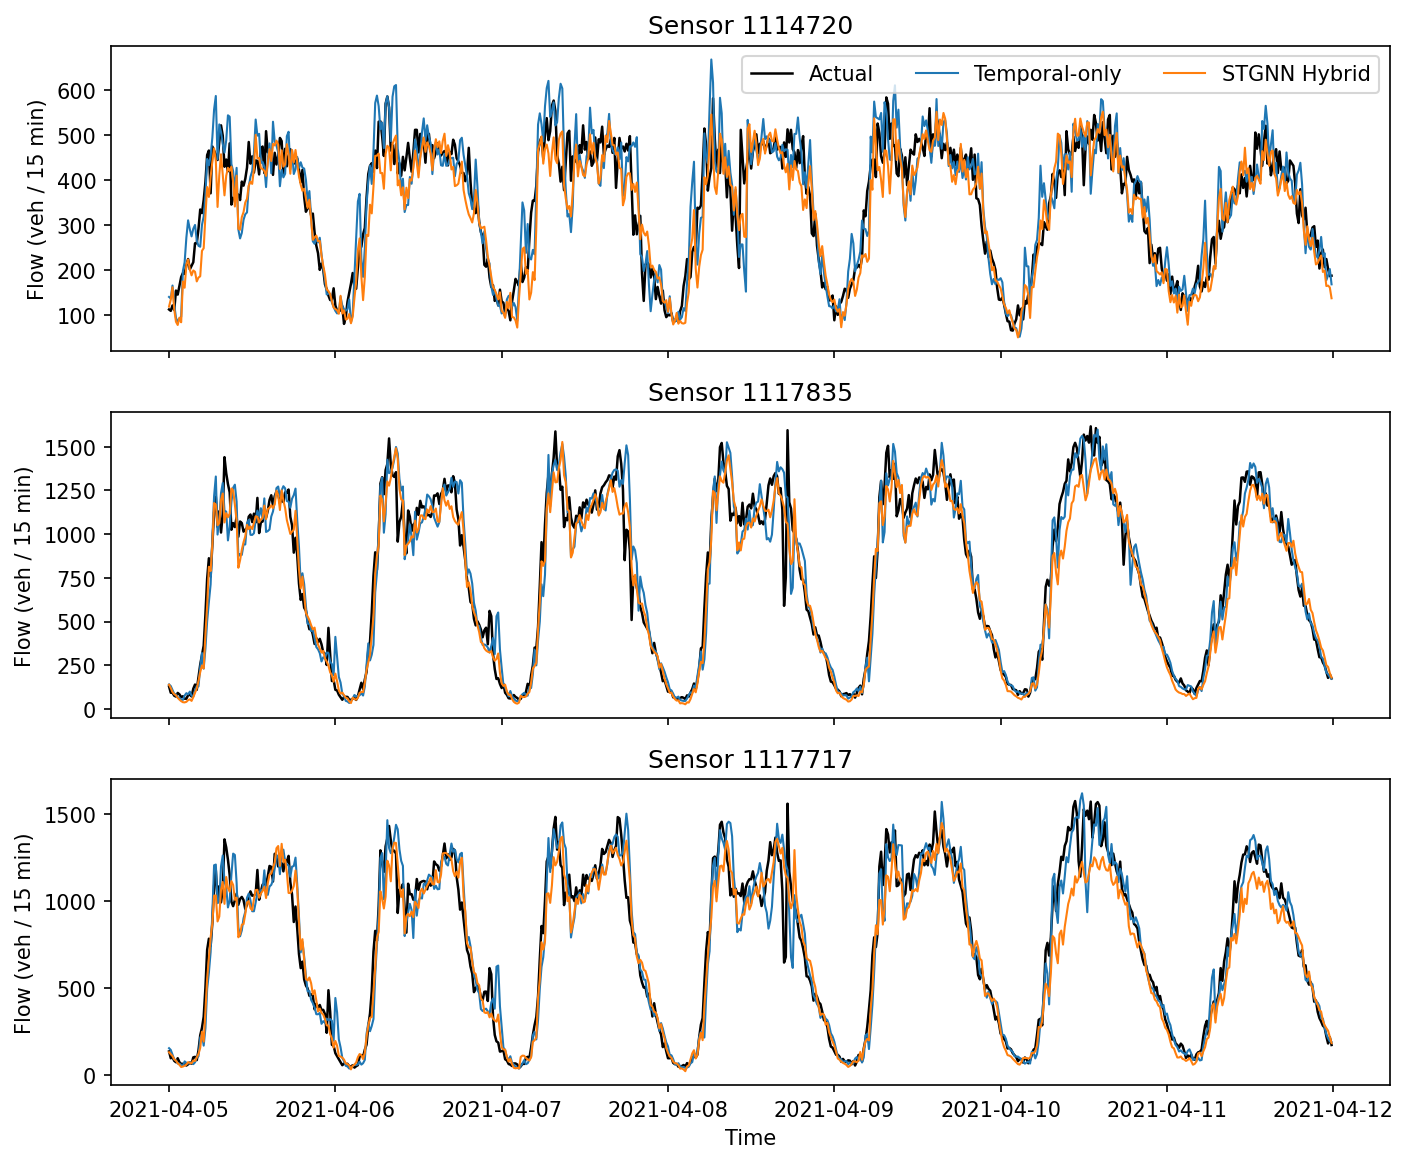 Sensor 1114720
Actual Temporal-only STGNN Hybrid
Flow (veh / 15 min)
600
500
400
300
200
100
Sensor 1117835
Flow (veh / 15 min)
1500
1250
1000
750
500
250
0
Sensor 1117717
Flow (veh / 15 min)
1500
1000
500
0
2021-04-05 2021-04-06 2021-04-07 2021-04-08 2021-04-09 2021-04-10 2021-04-11 2021-04-12
Time